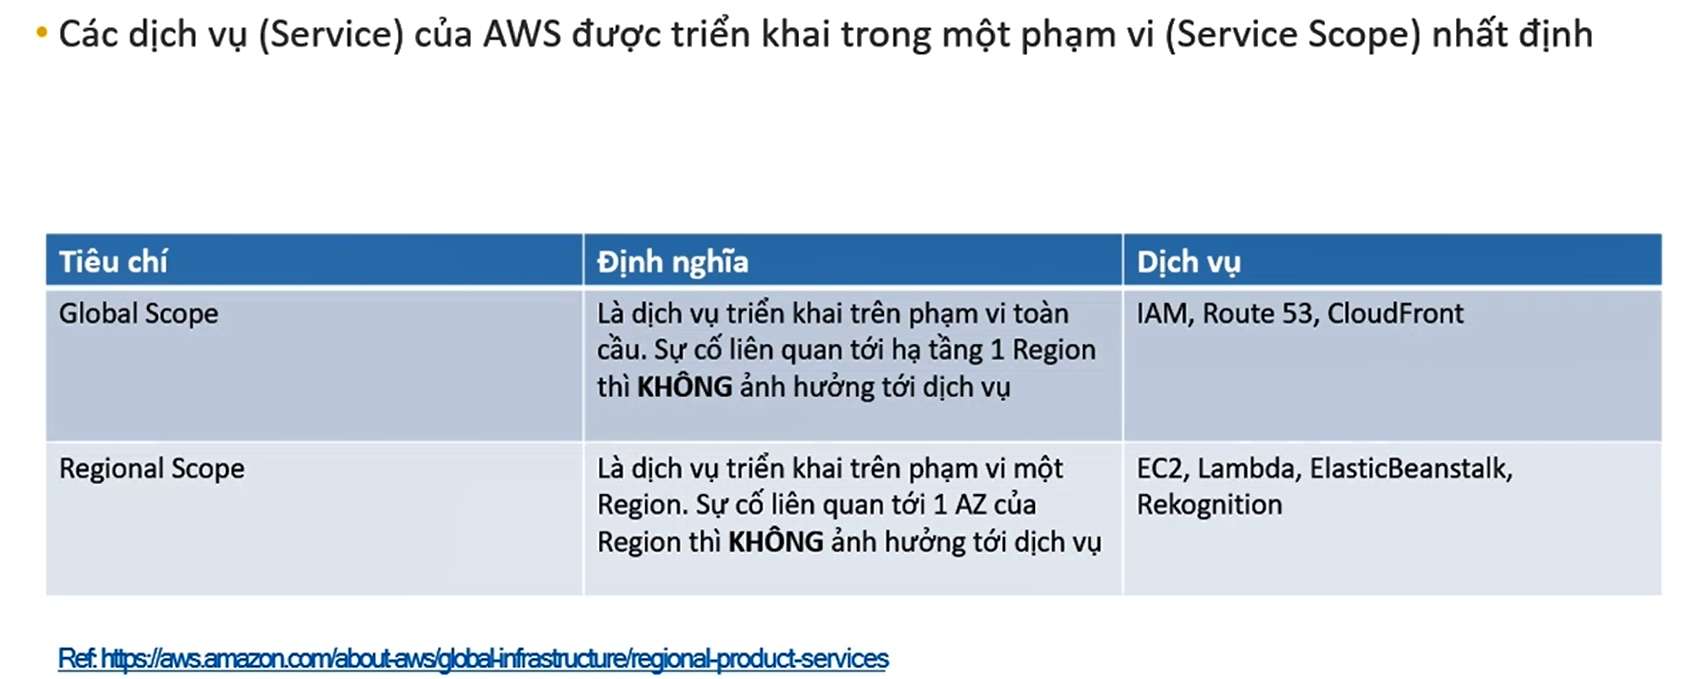 • Các dịch vụ (Service) của AWS được triển khai trong một phạm vi (Service Scope) nhất định
Tiêu chí
Định nghĩa
Dịch vụ
Global Scope
Là dịch vụ triển khai trên phạm vi toàn
cầu. Sự cố liên quan tới hạ tầng 1 Region
thì KHÔNG ảnh hưởng tới dịch vụ
IAM, Route 53, CloudFront
Regional Scope
Là dịch vụ triển khai trên phạm vi một
Region. Sự cố liên quan tới 1 AZ của
Region thì KHÔNG ảnh hưởng tới dịch vụ
EC2, Lambda, ElasticBeanstalk,
Rekognition
Ref: https://aws.amazon.com/about-aws/global-infrastructure/regional-product-services